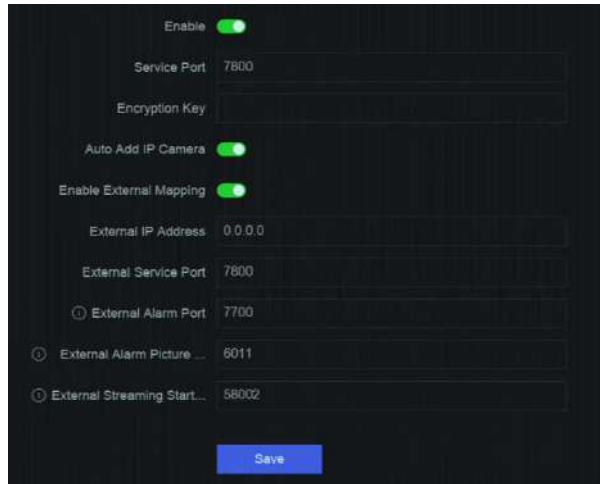 Enable
Service Port 7800
Encryption Key
Auto Add IP Camera
Enable External Mapping
External IP Address 0.0.0.0
External Service Port 7800
External Alarm Port 7700
External Alarm Picture ... 6011
External Streaming Start... 58002
Save